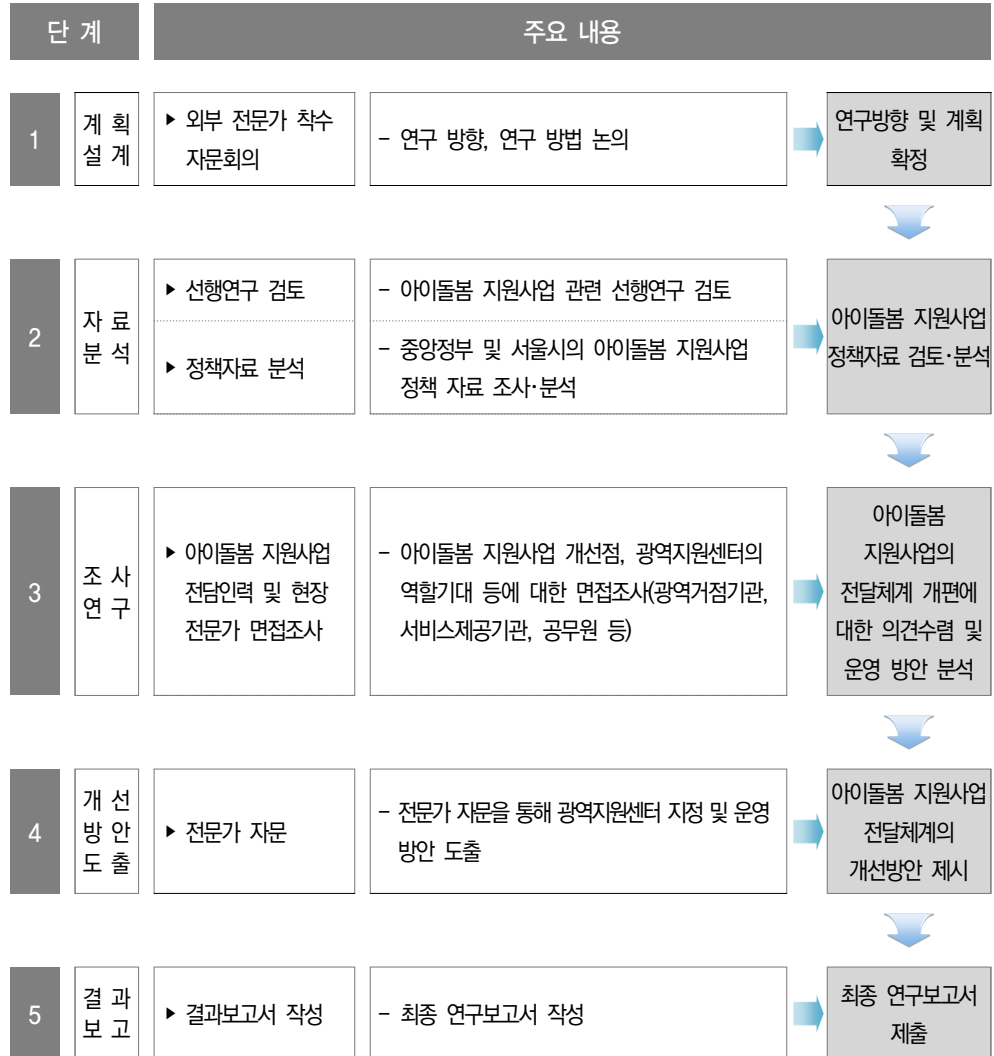 단 계
주요 내용
1
계 획
설 계
▶ 외부 전문가 착수
자문회의
- 연구 방향, 연구 방법 논의
연구방향 및 계획
확정
2
자 료
분 석
▶ 선행연구 검토
- 아이돌봄 지원사업 관련 선행연구 검토
▶ 정책자료 분석
- 중앙정부 및 서울시의 아이돌봄 지원사업
정책 자료 조사·분석
아이돌봄 지원사업
정책자료 검토·분석
3
조 사
연 구
▶ 아이돌봄 지원사업
전담인력 및 현장
전문가 면접조사
- 아이돌봄 지원사업 개선점, 광역지원센터의
역할기대 등에 대한 면접조사(광역거점기관,
서비스제공기관, 공무원 등)
아이돌봄
지원사업의
전달체계 개편에
대한 의견수렴 및
운영 방안 분석
4
개 선
방 안
도 출
▶ 전문가 자문
- 전문가 자문을 통해 광역지원센터 지정 및 운영
방안 도출
아이돌봄 지원사업
전달체계의
개선방안 제시
5
결 과
보 고
▶ 결과보고서 작성
- 최종 연구보고서 작성
최종 연구보고서
제출